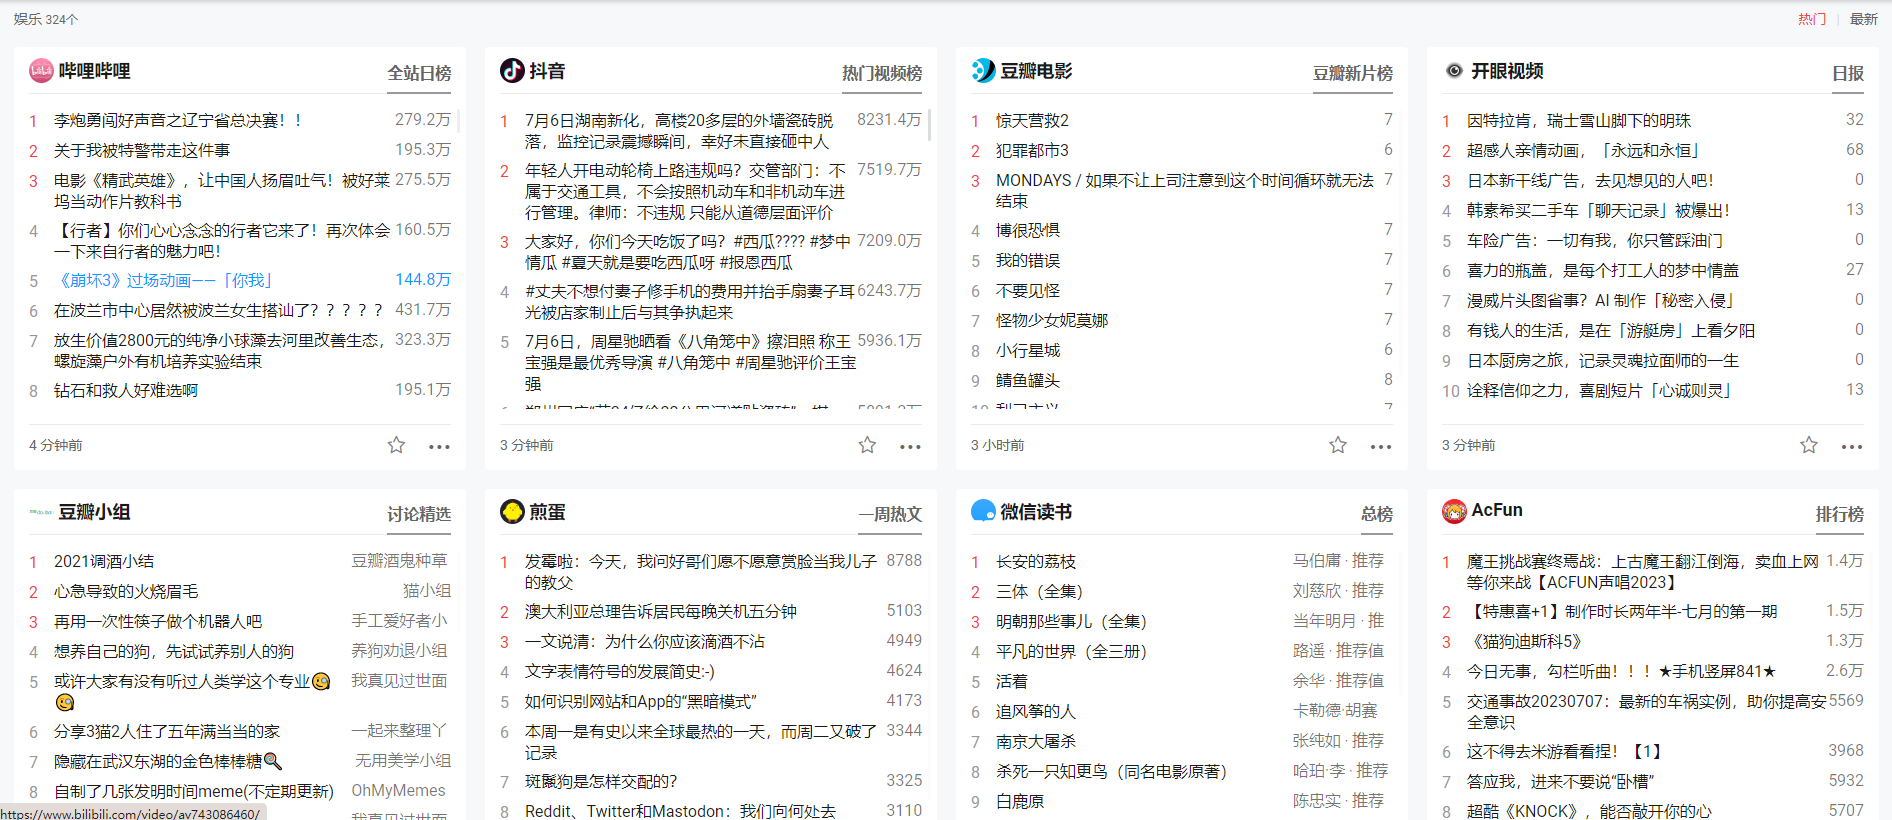 娱乐 324个
热门 | 最新
哔哩哔哩 全站日榜
1 李炮勇闯好声音之辽宁省总决赛！！ 279.2万
2 关于我被特警带走这件事 195.3万
3 电影《精武英雄》，让中国人扬眉吐气！被好莱 275.5万
坞当动作片教科书
4 【行者】你们心心念念的行者它来了！再次体会 160.5万
一下来自行者的魅力吧！
5 《崩坏3》过场动画——「你我」 144.8万
6 在波兰市中心居然被波兰女生搭讪了？？？？？ 431.7万
7 放生价值2800元的纯净小球藻去河里改善生态， 323.3万
螺旋藻户外有机培养实验结束
8 钻石和救人好难选啊 195.1万
4 分钟前
抖音 热门视频榜
1 7月6日湖南新化，高楼20多层的外墙瓷砖脱 8231.4万
落，监控记录震撼瞬间，幸好未直接砸中人
2 年轻人开电动轮椅上路违规吗？交管部门：不 7519.7万
属于交通工具，不会按照机动车和非机动车进
行管理。律师：不违规 只能从道德层面评价
3 大家好，你们今天吃饭了吗？#西瓜???? #梦中 7209.0万
情瓜 #夏天就是要吃西瓜呀 #报恩西瓜
4 #丈夫不想付妻子修手机的费用并抬手扇妻子耳 6243.7万
光被店家制止后与其争执起来
5 7月6日，周星驰晒看《八角笼中》擦泪照 称王 5936.1万
宝强是最优秀导演 #八角笼中 #周星驰评价王宝
强
3 分钟前
豆瓣电影 豆瓣新片榜
1 惊天营救2 7
2 犯罪都市3 6
3 MONDAYS / 如果不让上司注意到这个时间循环就无法 7
结束
4 博很恐惧 7
5 我的错误 7
6 不要见怪 7
7 怪物少女妮莫娜 7
8 小行星城 6
9 鲭鱼罐头 8
10 利己主义 7
3 小时前
开眼视频 日报
1 因特拉肯，瑞士雪山脚下的明珠 32
2 超感人亲情动画，「永远和永恒」 68
3 日本新干线广告，去见想见的人吧！ 0
4 韩素希买二手车「聊天记录」被爆出！ 13
5 车险广告：一切有我，你只管踩油门 0
6 喜力的瓶盖，是每个打工人的梦中情盖 27
7 漫威片头图省事？AI 制作「秘密入侵」 0
8 有钱人的生活，是在「游艇房」上看夕阳 0
9 日本厨房之旅，记录灵魂拉面师的一生 0
10 诠释信仰之力，喜剧短片「心诚则灵」 13
3 分钟前
豆瓣小组 讨论精选
1 2021调酒小结 豆瓣酒鬼种草
2 心急导致的火烧眉毛 猫小组
3 再用一次性筷子做个机器人吧 手工爱好者小
4 想养自己的狗，先试试养别人的狗 养狗劝退小组
5 或许大家有没有听过人类学这个专业🧐 我真见过世面
🧐
6 分享3猫2人住了五年满当当的家 一起来整理丫
7 隐藏在武汉东湖的金色棒棒糖🍭 无用美学小组
8 自制了几张发明时间meme(不定期更新) OhMyMemes
我真见过世面
https://www.bilibili.com/video/av743086460/
煎蛋 一周热文
1 发霉啦：今天，我问好哥们愿不愿意赏脸当我儿子 8788
的教父
2 澳大利亚总理告诉居民每晚关机五分钟 5103
3 一文说清：为什么你应该滴酒不沾 4949
4 文字表情符号的发展简史:-) 4624
5 如何识别网站和App的“黑暗模式” 4173
6 本周一是有史以来全球最热的一天，而周二又破了 3344
记录
7 斑鬣狗是怎样交配的？ 3325
8 Reddit、Twitter和Mastodon：我们向何处去 3110
微信读书 总榜
1 长安的荔枝 马伯庸 · 推荐
2 三体（全集） 刘慈欣 · 推荐
3 明朝那些事儿（全集） 当年明月 · 推
4 平凡的世界（全三册） 路遥 · 推荐值
5 活着 余华 · 推荐值
6 追风筝的人 卡勒德·胡赛
7 南京大屠杀 张纯如 · 推荐
8 杀死一只知更鸟（同名电影原著） 哈珀·李 · 推荐
9 白鹿原 陈忠实 · 推荐
AcFun 排行榜
1 魔王挑战赛终焉战：上古魔王翻江倒海，卖血上网 1.4万
等你来战【ACFUN声唱2023】
2 【特惠喜+1】制作时长两年半-七月的第一期 1.5万
3 《猫狗迪斯科5》 1.3万
4 今日无事，勾栏听曲！！！★手机竖屏841★ 2.6万
5 交通事故20230707：最新的车祸实例，助你提高安 5569
全意识
6 这不得去米游看看捏！【1】 3968
7 答应我，进来不要说“卧槽” 5932
8 超酷《KNOCK》，能否敲开你的心 5707